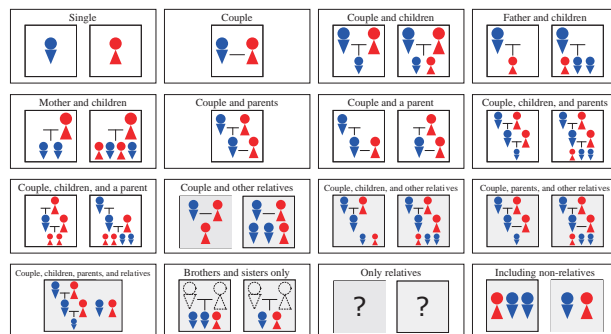 Single
Couple
Couple and children
Father and children
Mother and children
Couple and parents
Couple and a parent
Couple, children, and parents
Couple, children, and a parent
Couple and other relatives
Couple, children, and other relatives
Couple, parents, and other relatives
Couple, children, parents, and relatives
Brothers and sisters only
Only relatives
Including non-relatives
?
?